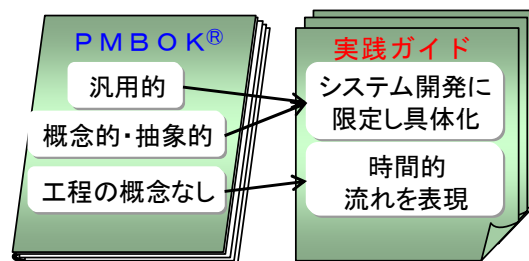 PMBOK®
汎用的
概念的・抽象的
工程の概念なし
実践ガイド
システム開発に
限定し具体化
時間的
流れを表現